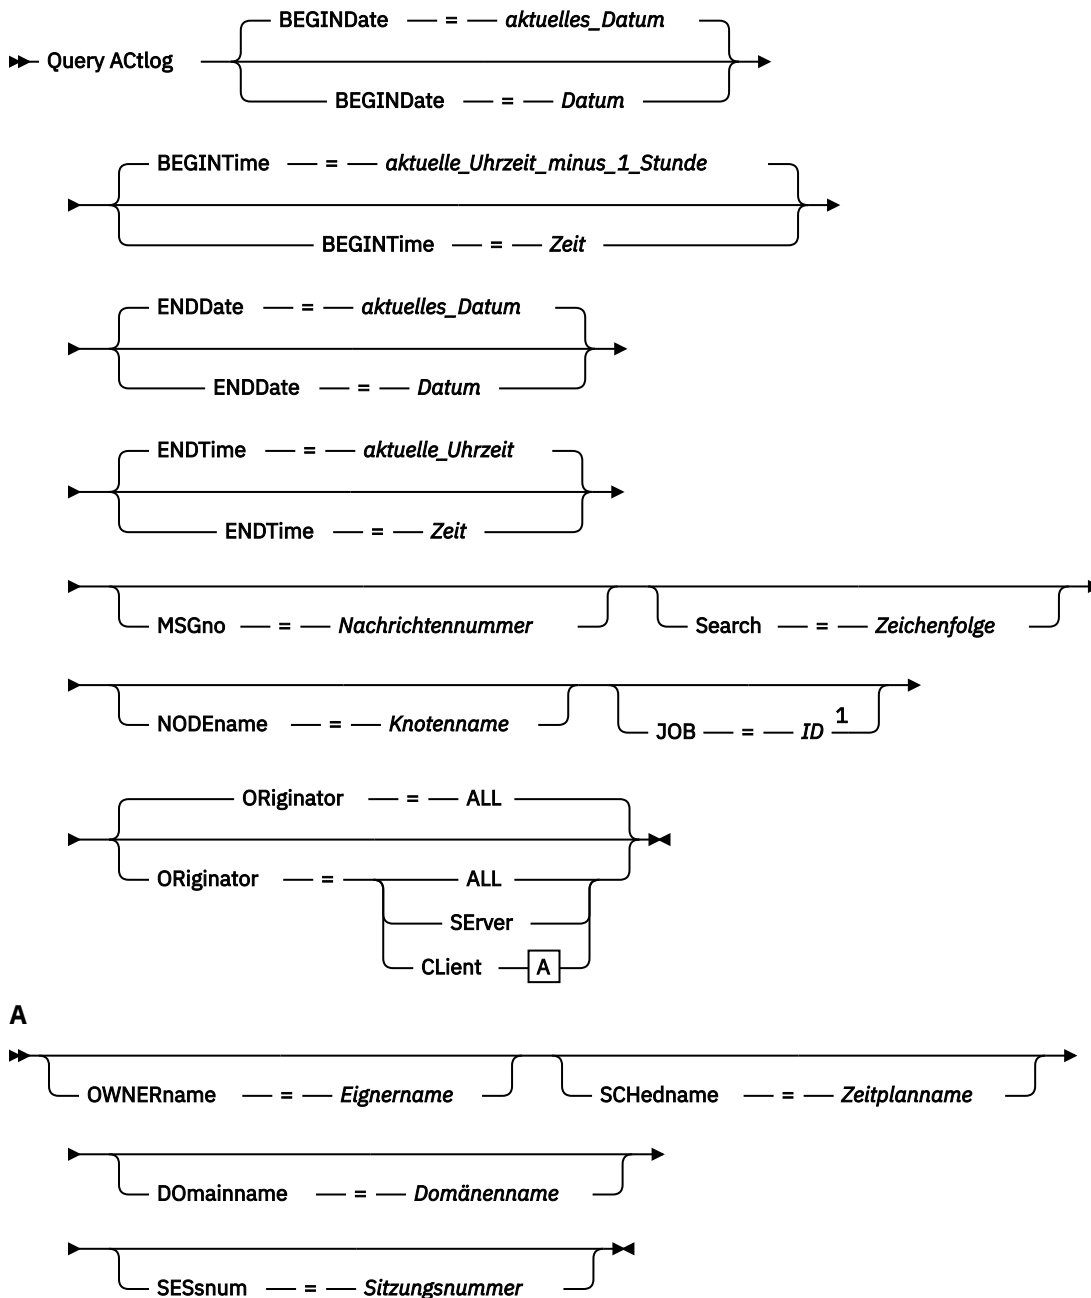 BEGINDate = aktuelles_Datum
Query ACtlog
BEGINDate = Datum
BEGINTime = aktuelle_Uhrzeit_minus_1_Stunde
BEGINTime = Zeit
ENDDate = aktuelles_Datum
ENDDate = Datum
ENDTime = aktuelle_Uhrzeit
ENDTime = Zeit
MSGno = Nachrichtennummer Search = Zeichenfolge
NODEname = Knotenname JOB = ID 1
ORiginator = ALL
ORiginator = ALL
SErver
CLient A
A
OWNERname = Eignername SCHedname = Zeitplanname
DOmainname = Domänenname
SESsnum = Sitzungsnummer